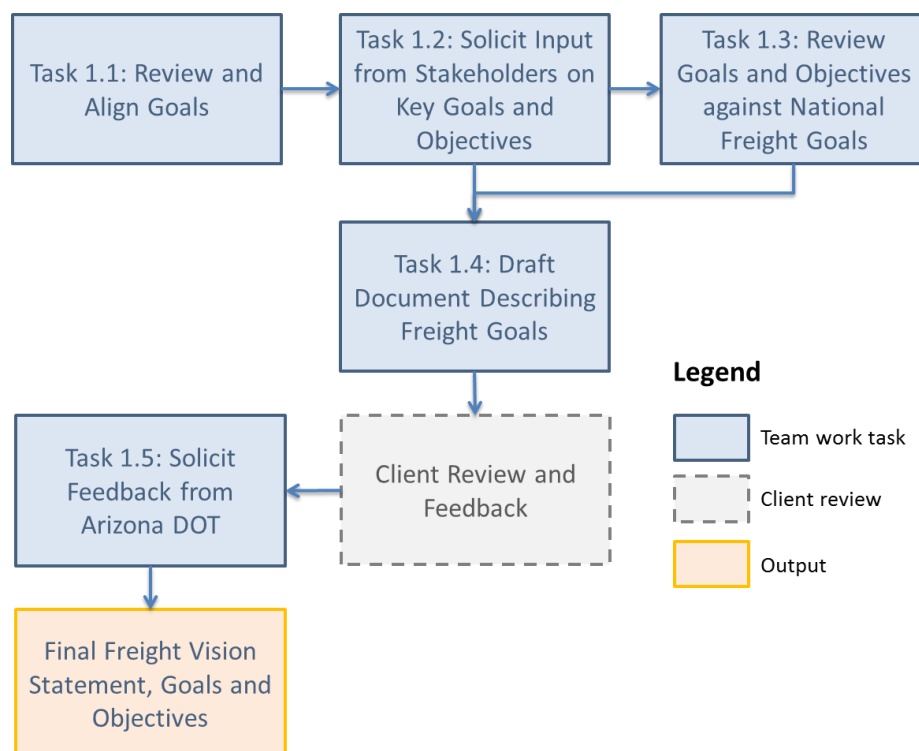 Task 1.1: Review and
Align Goals
Task 1.2: Solicit Input
from Stakeholders on
Key Goals and
Objectives
Task 1.3: Review
Goals and Objectives
against National
Freight Goals
Task 1.4: Draft
Document Describing
Freight Goals
Legend
Team work task
Client review
Output
Client Review and
Feedback
Task 1.5: Solicit
Feedback from
Arizona DOT
Final Freight Vision
Statement, Goals and
Objectives